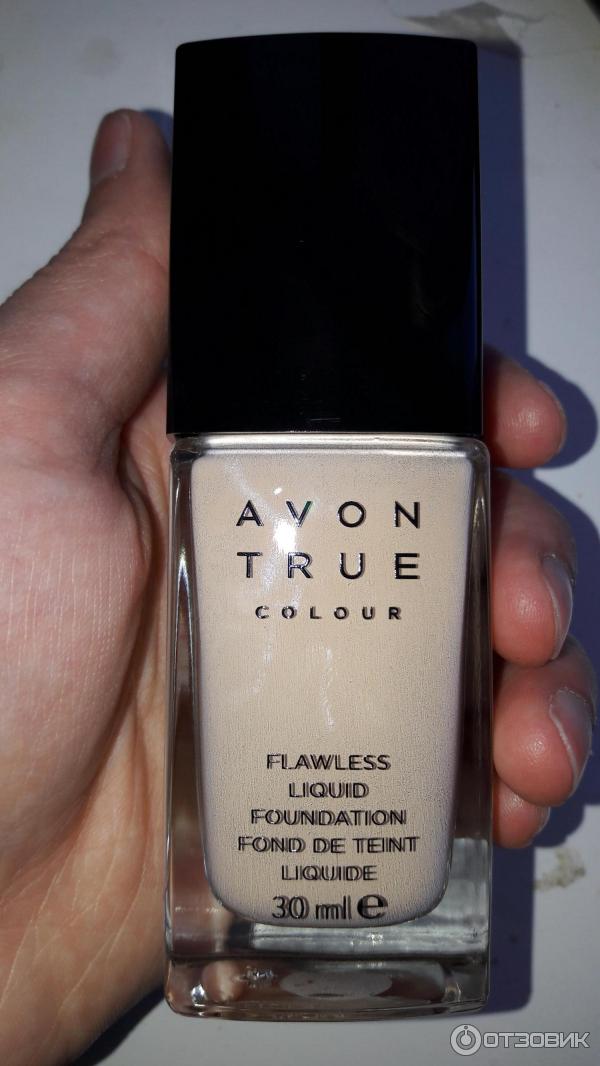 AVON
TRUE
COLOUR
FLAWLESS
LIQUID
FOUNDATION
FOND DE TEINT
LIQUIDE
30 ml e
ОТЗОВИК